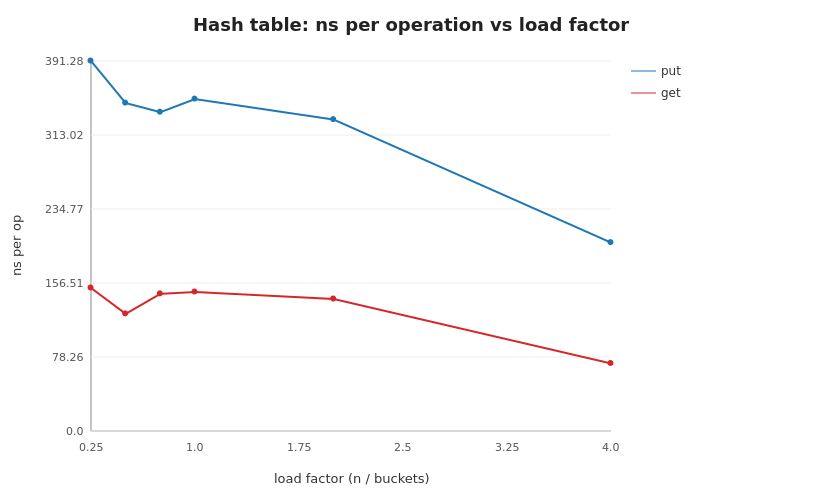 Hash table: ns per operation vs load factor
put
get
ns per op
391.28
313.02
234.77
156.51
78.26
0.0
0.25 1.0 1.75 2.5 3.25 4.0
load factor (n / buckets)